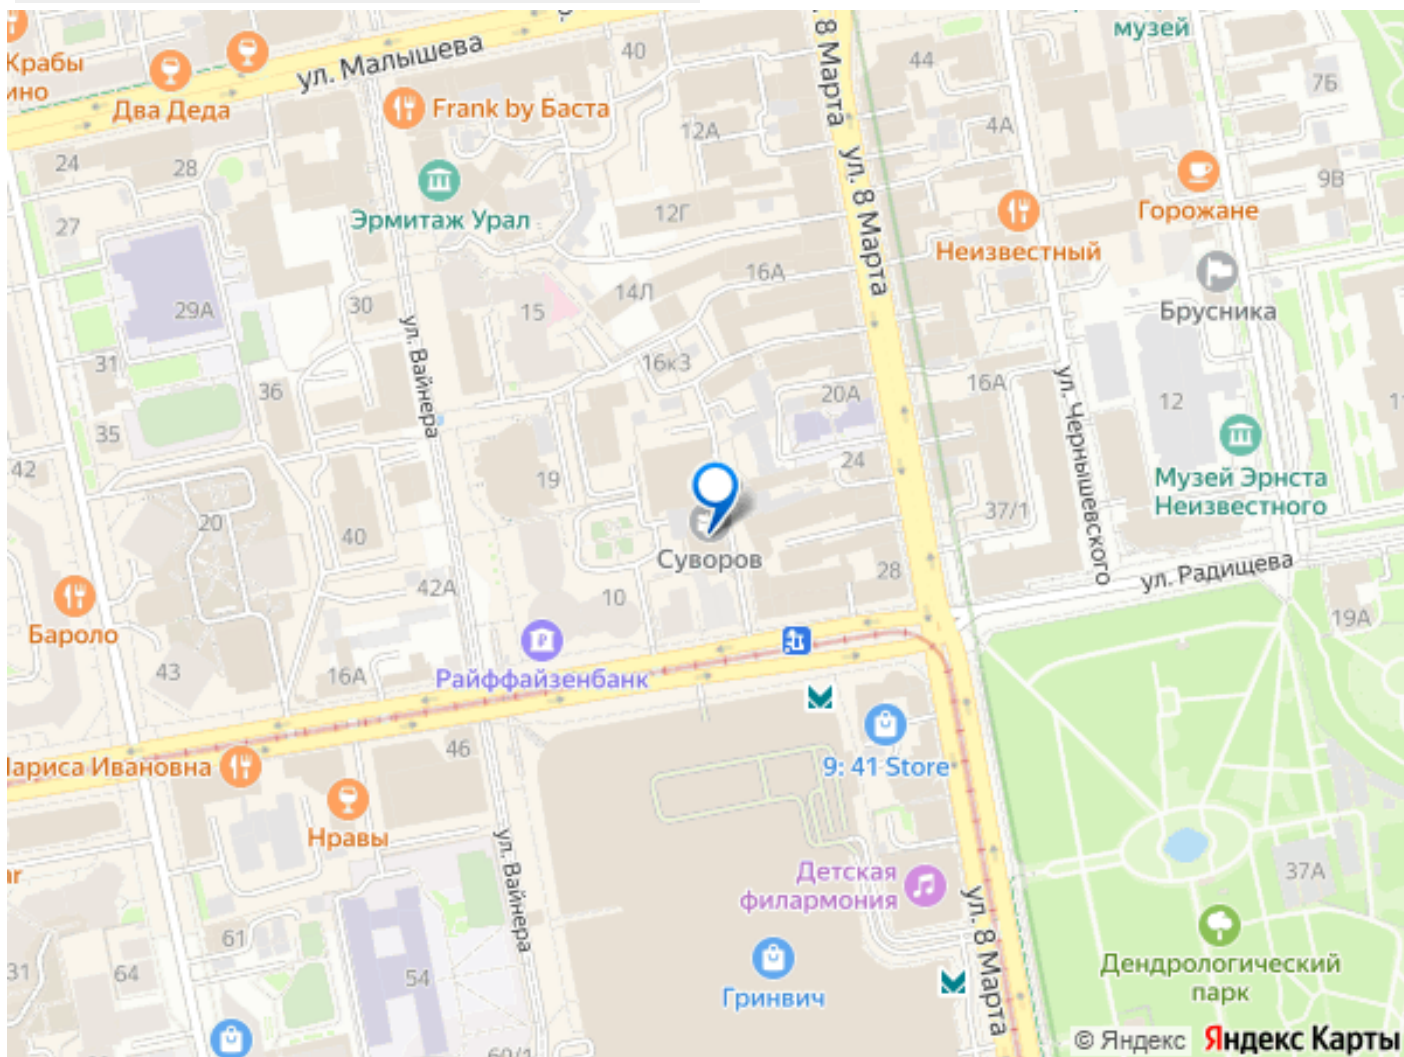 музей
ул. Малышева
40
ул. 8 Марта
44
7Б
Крабы
ино
Два Деда
Frank by Баста
12А
4А
24
28
9В
Эрмитаж Урал
12Г
Горожане
27
Неизвестный
ул. 8 Марта
16А
14Л
30
15
29А
Брусника
ул. Вайнера
31
16к3
20А
16А
ул. Чернышевского
36
12
35
42
19
24
Музей Эрнста
Неизвестного
20
40
37/1
Суворов
28
ул. Радищева
42А
10
19А
Бароло
43
16А
Райффайзенбанк
46
9: 41 Store
Лариса Ивановна
Нравы
ул. Вайнера
Детская
филармония
37А
ул. 8 Марта
61
31
64
54
Гринвич
Дендрологический
парк
60/1
© Яндекс Яндекс Карты